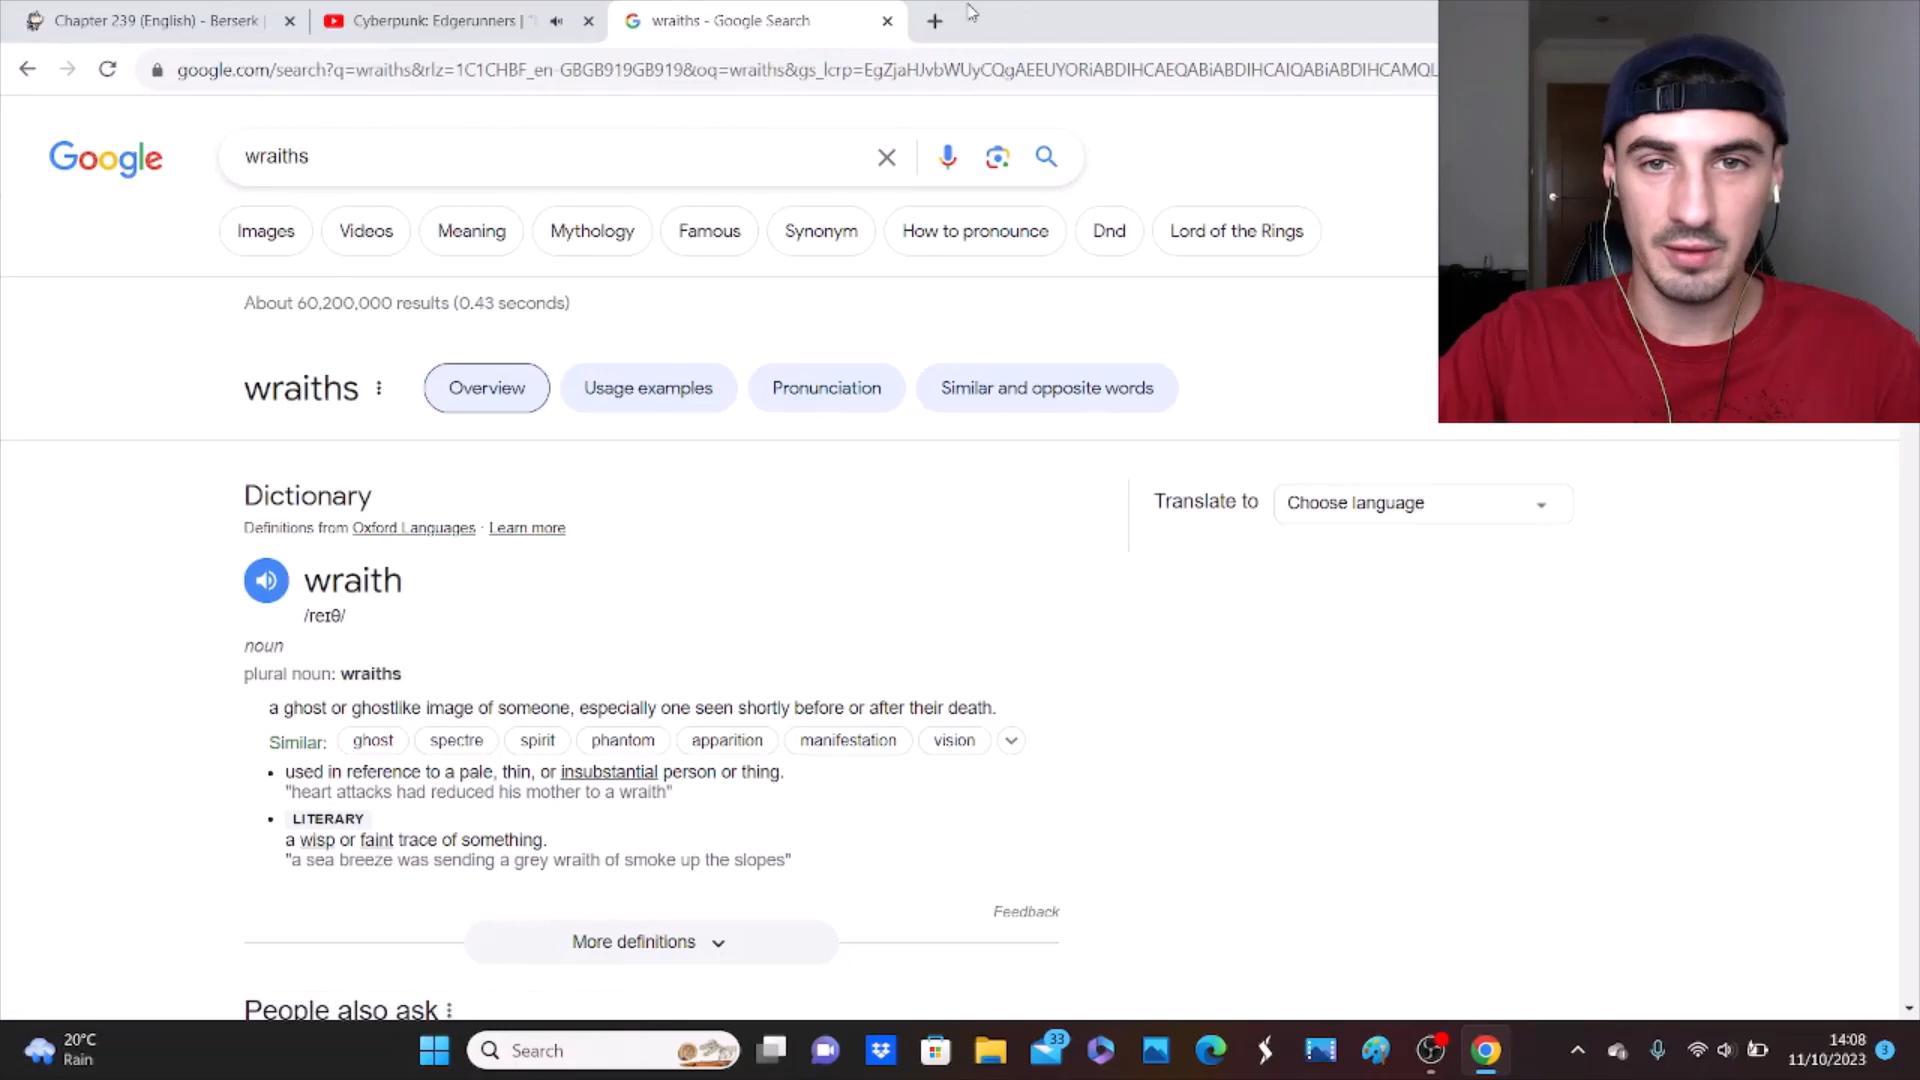 Chapter 239 (English) - Berserk
Cyberpunk: Edgerunners |
wraiths - Google Search
google.com/search?q=wraiths&rlz=1C1CHBF_en-GBGB919GB919&oq=wraiths&gs_lcrp=EgZjaHJvbWUyCQgAEEUYORiABDIHCAEQABiABDIHCAIQABiABDIHCAMQL
Google
wraiths
Images
Videos
Meaning
Mythology
Famous
Synonym
How to pronounce
Dnd
Lord of the Rings
About 60,200,000 results (0.43 seconds)
wraiths
Overview
Usage examples
Pronunciation
Similar and opposite words
Dictionary
Definitions from Oxford Languages · Learn more
Translate to
Choose language
wraith
/reɪθ/
noun
plural noun: wraiths
a ghost or ghostlike image of someone, especially one seen shortly before or after their death.
Similar: ghost spectre spirit phantom apparition manifestation vision
• used in reference to a pale, thin, or insubstantial person or thing.
"heart attacks had reduced his mother to a wraith"
• LITERARY
a wisp or faint trace of something.
"a sea breeze was sending a grey wraith of smoke up the slopes"
Feedback
More definitions
People also ask
20°C
Rain
Search
33
14:08
11/10/2023
3